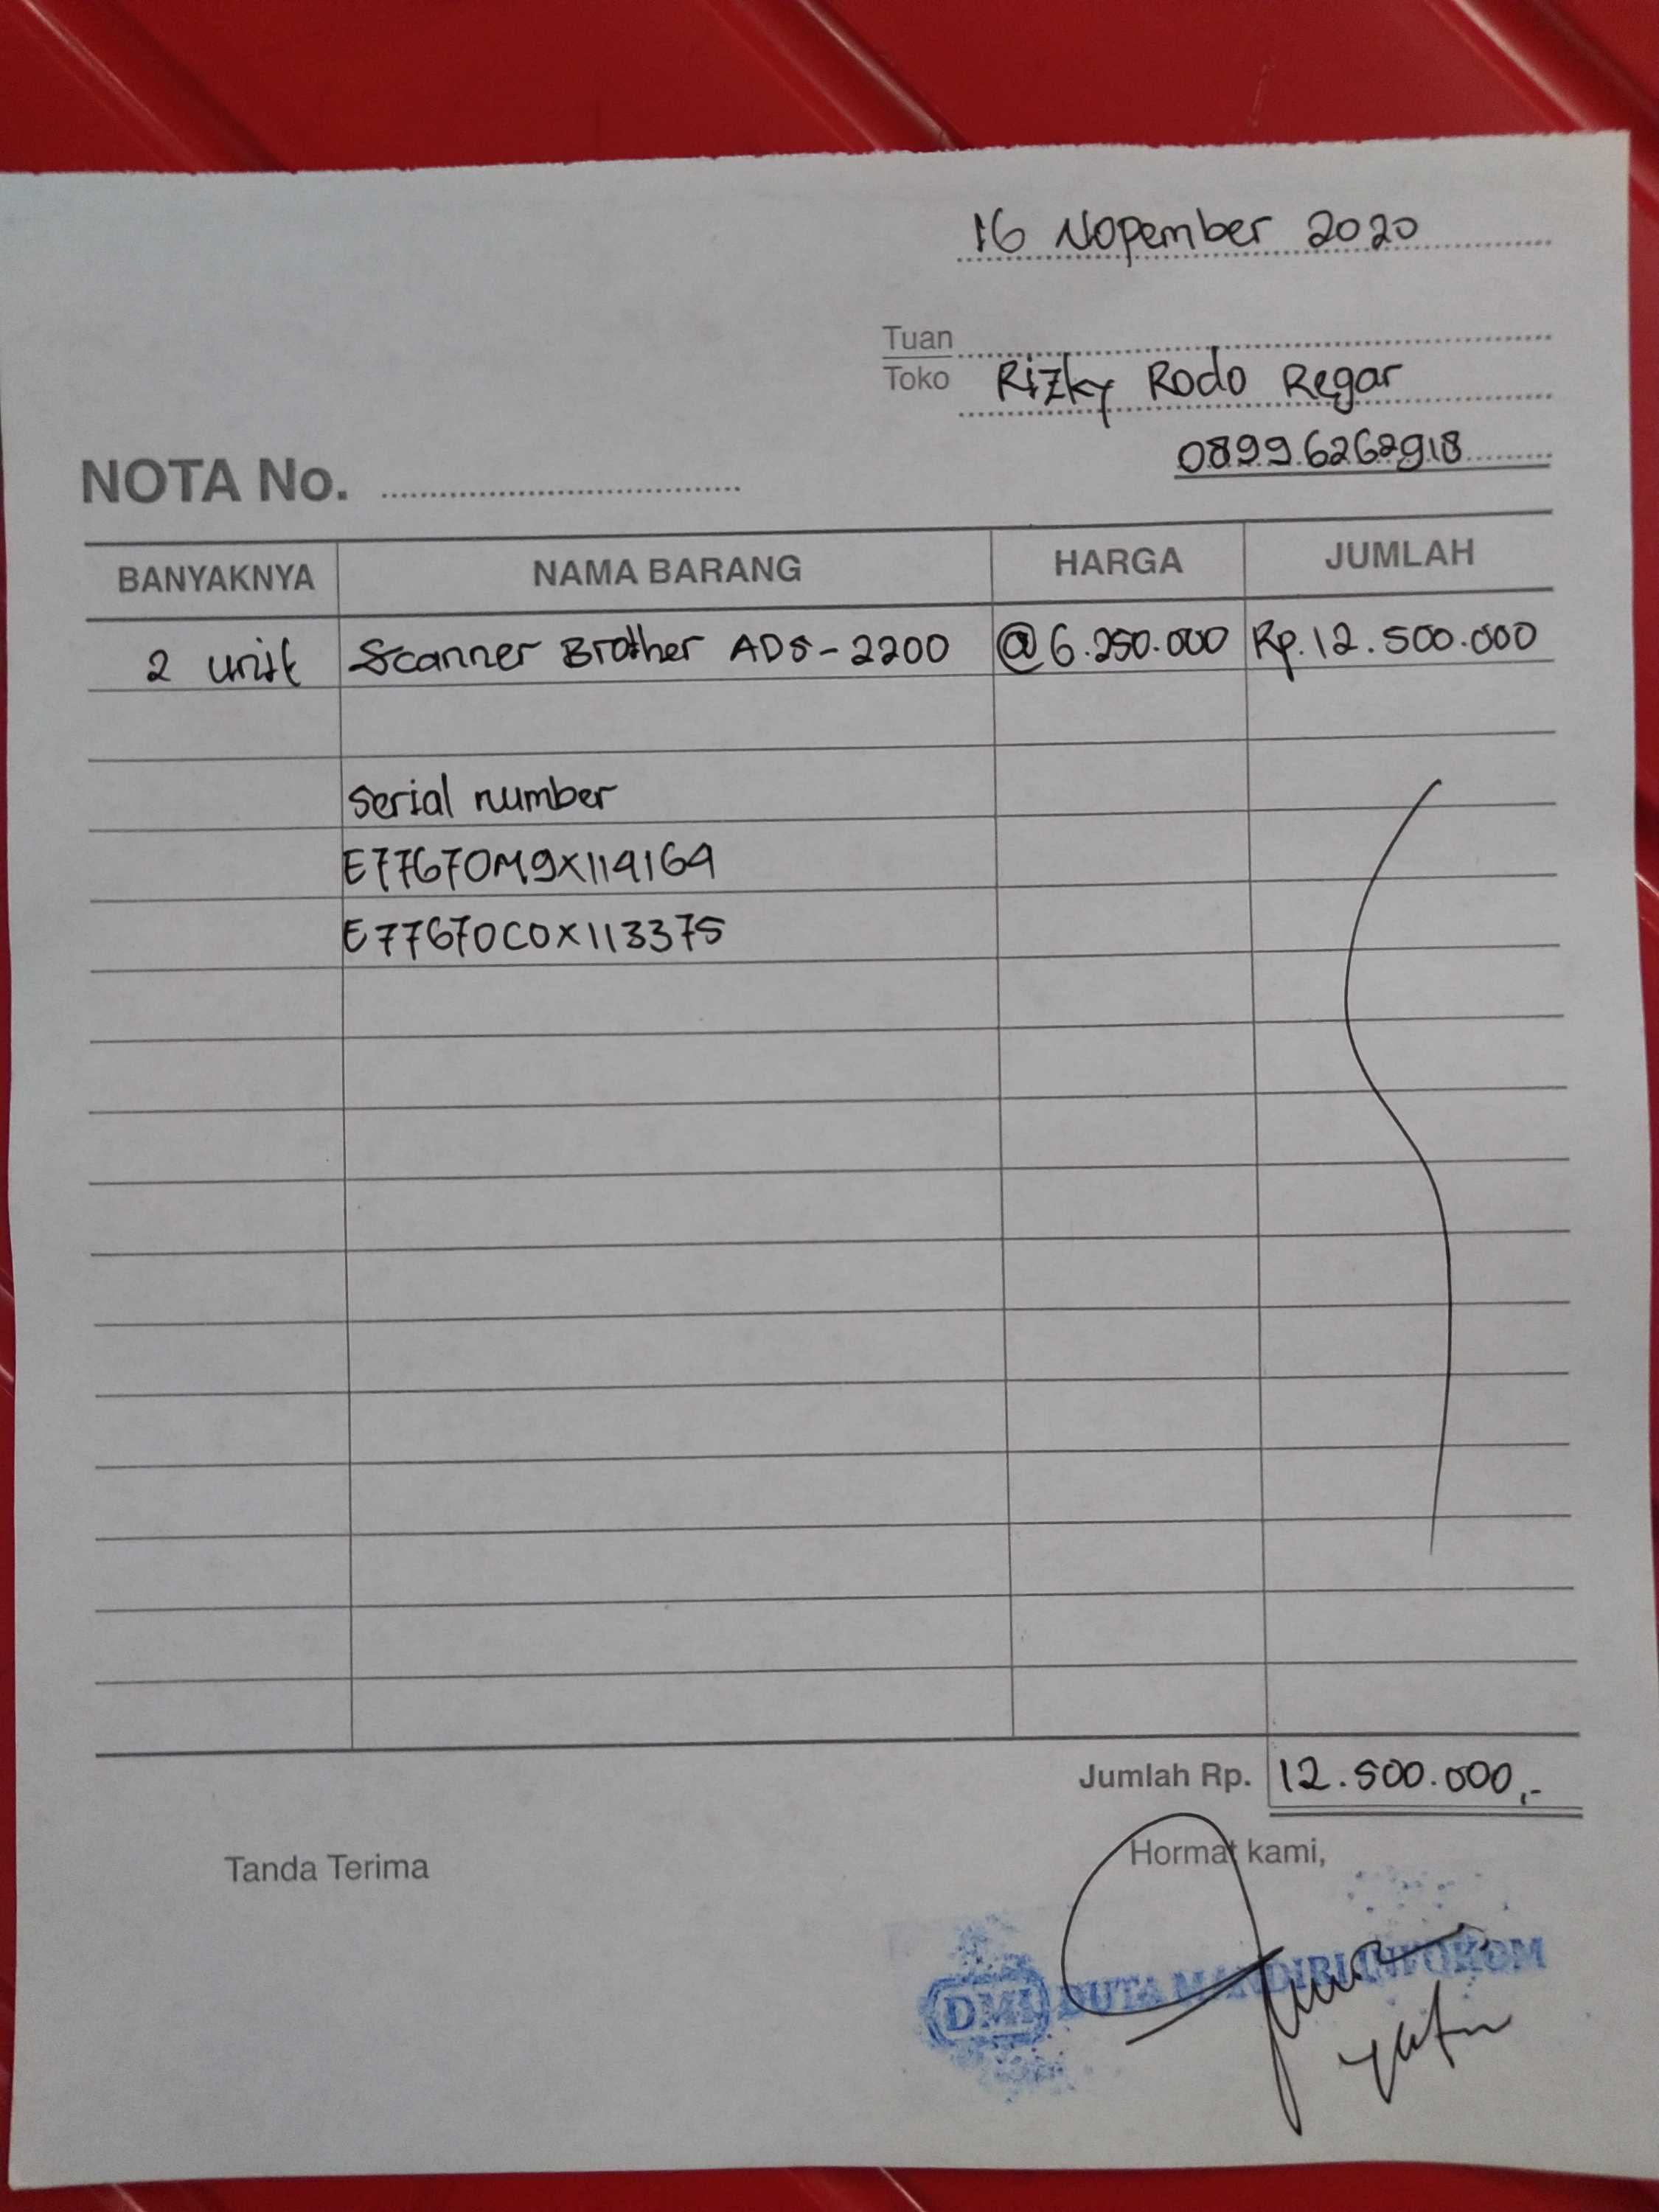 16 Nopember 2020
Tuan
Toko Rizky Rodo Regar
08996262918
NOTA No.
BANYAKNYA NAMA BARANG HARGA JUMLAH
2 unit Scanner Brother ADS-2200 @6.250.000 Rp.12.500.000
Serial number
E77670M9X114164
E77670C0X113375
Jumlah Rp. 12.500.000,-
Tanda Terima Hormat kami,
DMI DUTA MANDIRI INFOKOM